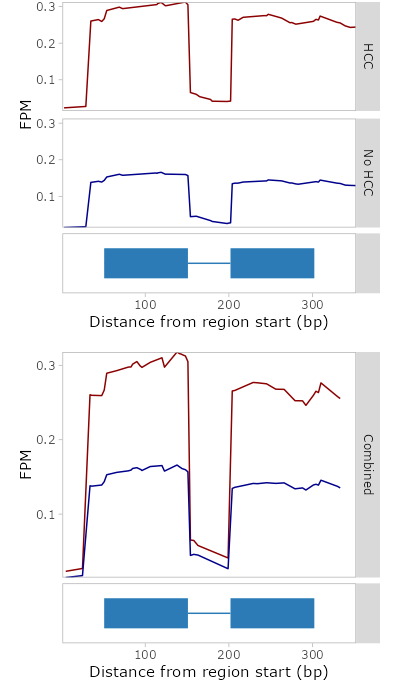 0.3
0.2
0.1
HCC
FPM
0.3
0.2
0.1
No HCC
100
200
300
Distance from region start (bp)
0.3
0.2
0.1
FPM
Combined
100
200
300
Distance from region start (bp)